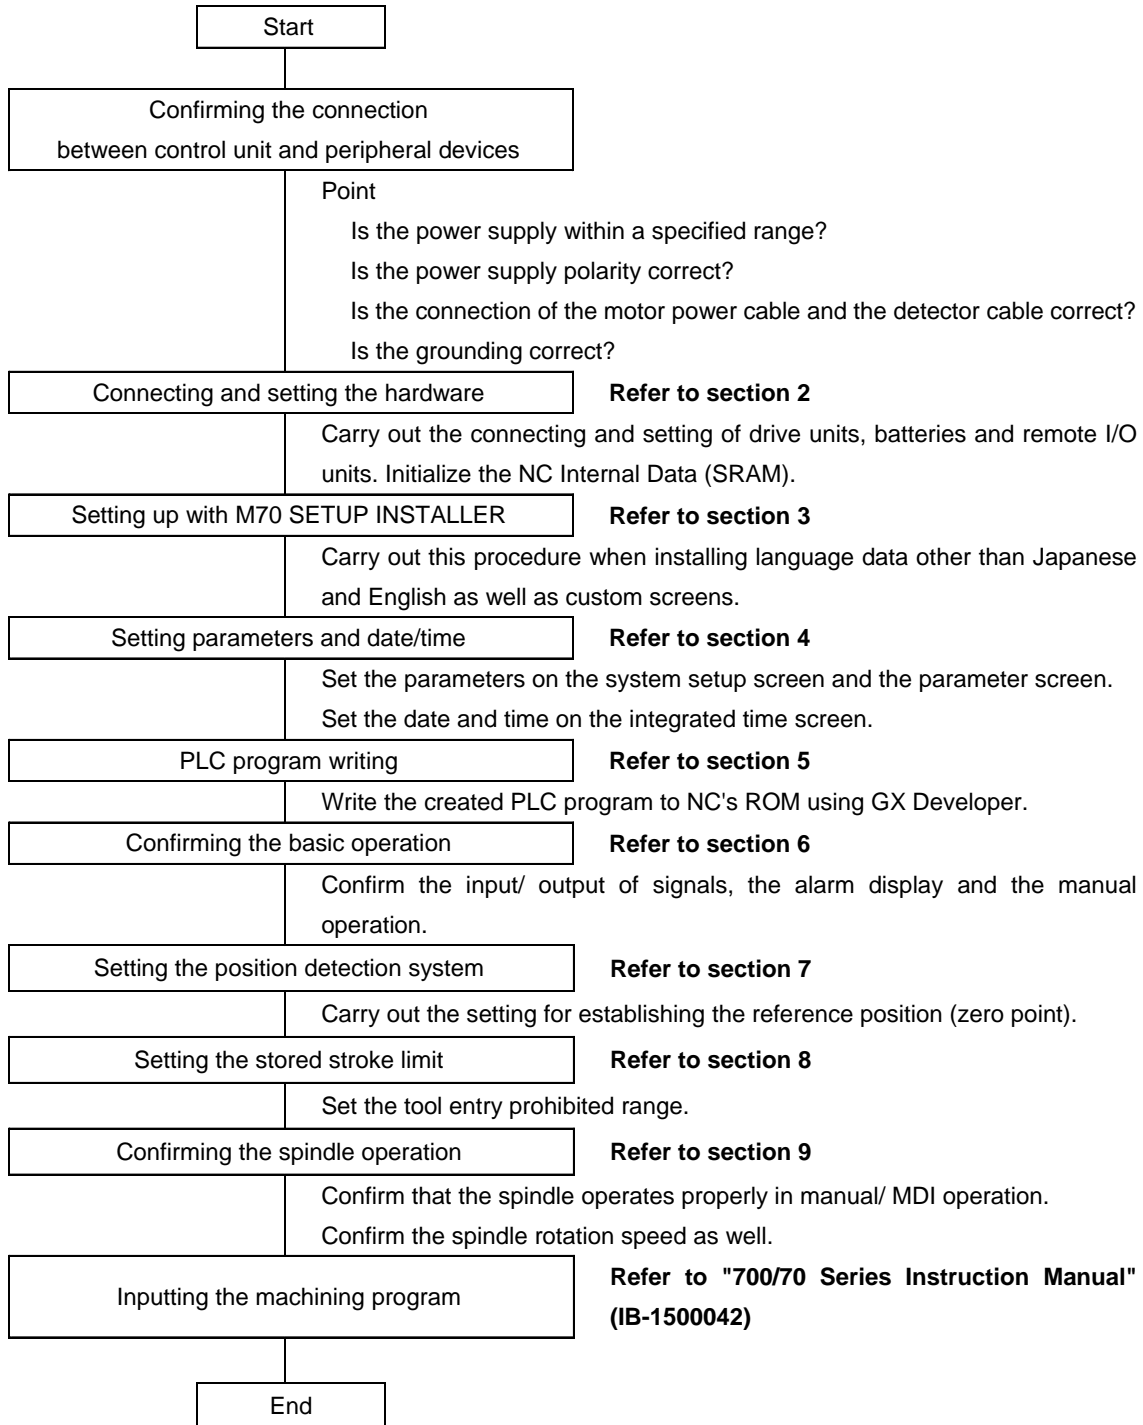 Start
Confirming the connection
between control unit and peripheral devices
Point
Is the power supply within a specified range?
Is the power supply polarity correct?
Is the connection of the motor power cable and the detector cable correct?
Is the grounding correct?
Connecting and setting the hardware
Refer to section 2
Carry out the connecting and setting of drive units, batteries and remote I/O
units. Initialize the NC Internal Data (SRAM).
Setting up with M70 SETUP INSTALLER
Refer to section 3
Carry out this procedure when installing language data other than Japanese
and English as well as custom screens.
Setting parameters and date/time
Refer to section 4
Set the parameters on the system setup screen and the parameter screen.
Set the date and time on the integrated time screen.
PLC program writing
Refer to section 5
Write the created PLC program to NC's ROM using GX Developer.
Confirming the basic operation
Refer to section 6
Confirm the input/ output of signals, the alarm display and the manual
operation.
Setting the position detection system
Refer to section 7
Carry out the setting for establishing the reference position (zero point).
Setting the stored stroke limit
Refer to section 8
Set the tool entry prohibited range.
Confirming the spindle operation
Refer to section 9
Confirm that the spindle operates properly in manual/ MDI operation.
Confirm the spindle rotation speed as well.
Inputting the machining program
Refer to "700/70 Series Instruction Manual"
(IB-1500042)
End